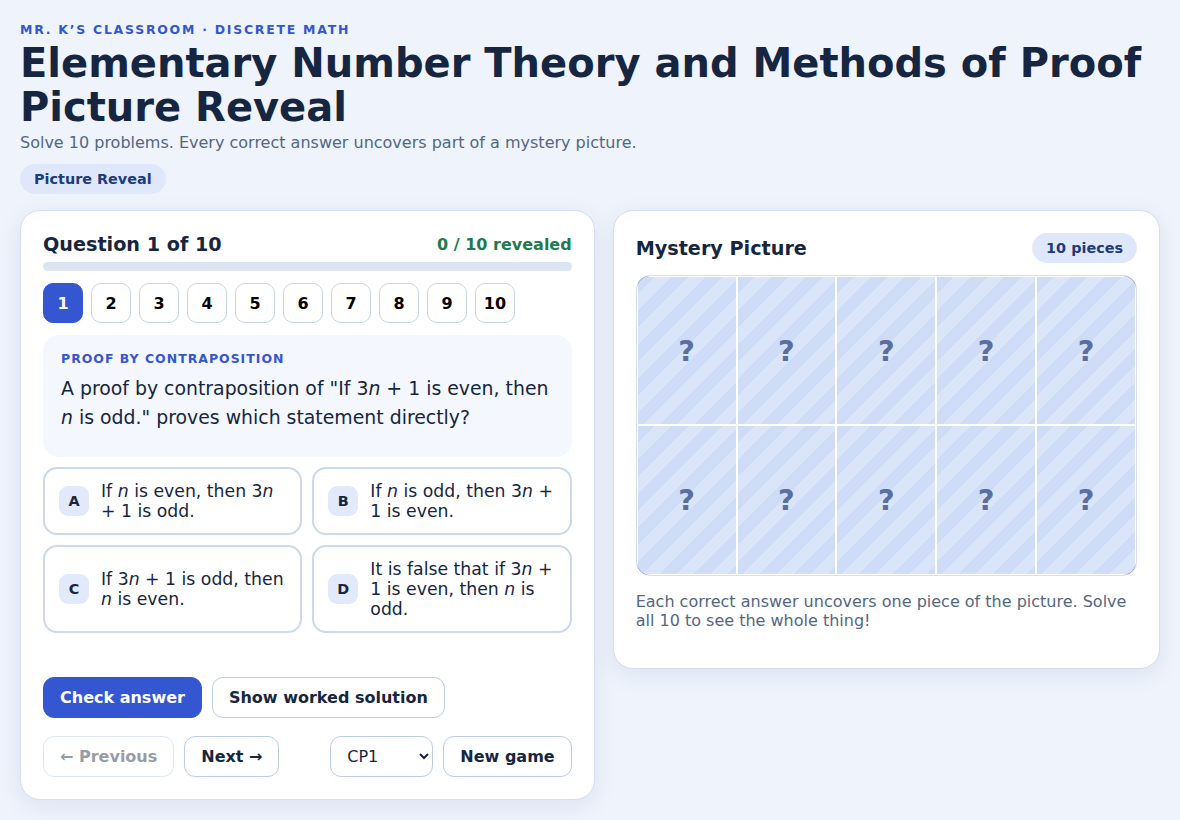 MR. K’S CLASSROOM · DISCRETE MATH
Elementary Number Theory and Methods of Proof
Picture Reveal
Solve 10 problems. Every correct answer uncovers part of a mystery picture.
Picture Reveal
Question 1 of 10
0 / 10 revealed
1 2 3 4 5 6 7 8 9 10
PROOF BY CONTRAPOSITION
A proof by contraposition of "If 3n + 1 is even, then
n is odd." proves which statement directly?
A
If n is even, then 3n
+ 1 is odd.
B
If n is odd, then 3n +
1 is even.
C
If 3n + 1 is odd, then
n is even.
D
It is false that if 3n +
1 is even, then n is
odd.
Check answer
Show worked solution
← Previous
Next →
CP1
New game
Mystery Picture
10 pieces
? ? ? ? ?
? ? ? ? ?
Each correct answer uncovers one piece of the picture. Solve
all 10 to see the whole thing!